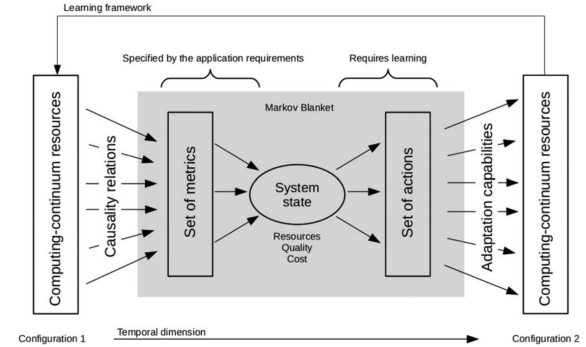 Learning framework
Specified by the application requirements
Requires learning
Markov Blanket
Computing-continuum resources
Causality relations
Set of metrics
System
state
Resources
Quality
Cost
Set of actions
Adaptation capabilities
Computing-continuum resources
Configuration 1
Temporal dimension
Configuration 2